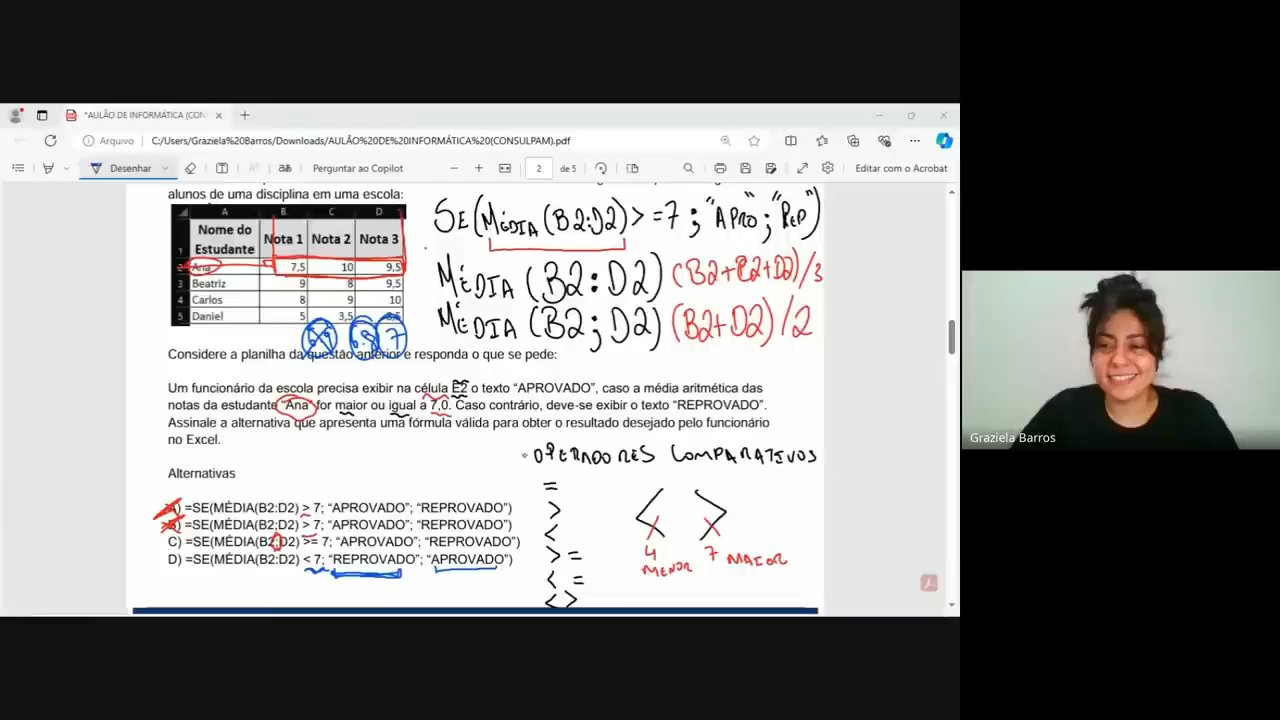 *AULÃO DE INFORMÁTICA (CON
Arquivo
C:/Users/Graziela%20Barros/Downloads/AULÃO%20DE%20INFORMÁTICA%20(CONSULPAM).pdf
Desenhar
Perguntar ao Copilot
2
de 5
Editar com o Acrobat
alunos de uma disciplina em uma escola:
A B C D
1 Nome do Estudante Nota 1 Nota 2 Nota 3
2 Ana 7,5 10 9,5
3 Beatriz 9 8 9,5
4 Carlos 8 9 10
5 Daniel 5 3,5
SE(MÉDIA(B2:D2)>=7 ; "APRO" ; "REP")
MÉDIA (B2:D2) (B2+C2+D2)/3
MÉDIA (B2;D2) (B2+D2)/2
6.9 6.8 7
Considere a planilha da questão anterior e responda o que se pede:
Um funcionário da escola precisa exibir na célula E2 o texto “APROVADO”, caso a média aritmética das
notas da estudante “Ana” for maior ou igual a 7,0. Caso contrário, deve-se exibir o texto “REPROVADO”.
Assinale a alternativa que apresenta uma fórmula válida para obter o resultado desejado pelo funcionário
no Excel.
Alternativas
A) =SE(MÉDIA(B2:D2) > 7; “APROVADO”; “REPROVADO”)
B) =SE(MÉDIA(B2;D2) > 7; “APROVADO”; “REPROVADO”)
C) =SE(MÉDIA(B2;D2) >= 7; “APROVADO”; “REPROVADO”)
D) =SE(MÉDIA(B2:D2) < 7; “REPROVADO”; “APROVADO”)
OPERADORES COMPARATIVOS
=
>
<
>=
<=
<>
< >
4 7
MENOR MAIOR
Graziela Barros